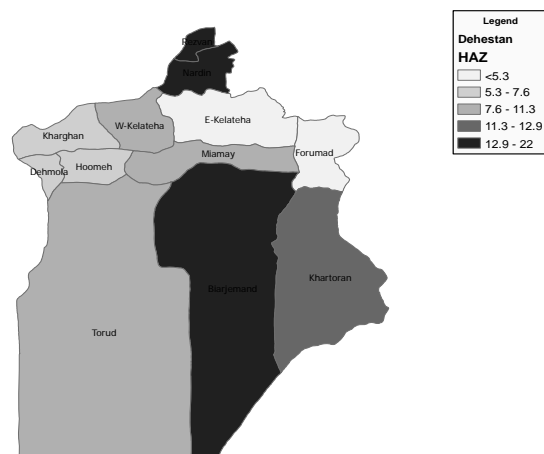 Rezvan
Nardin
E-Kelateha
W-Kelateha
Kharghan
Miamay
Forumad
Dehmola
Hoomeh
Khartoran
Biarjemand
Torud
Legend
Dehestan
HAZ
<5.3
5.3 - 7.6
7.6 - 11.3
11.3 - 12.9
12.9 - 22